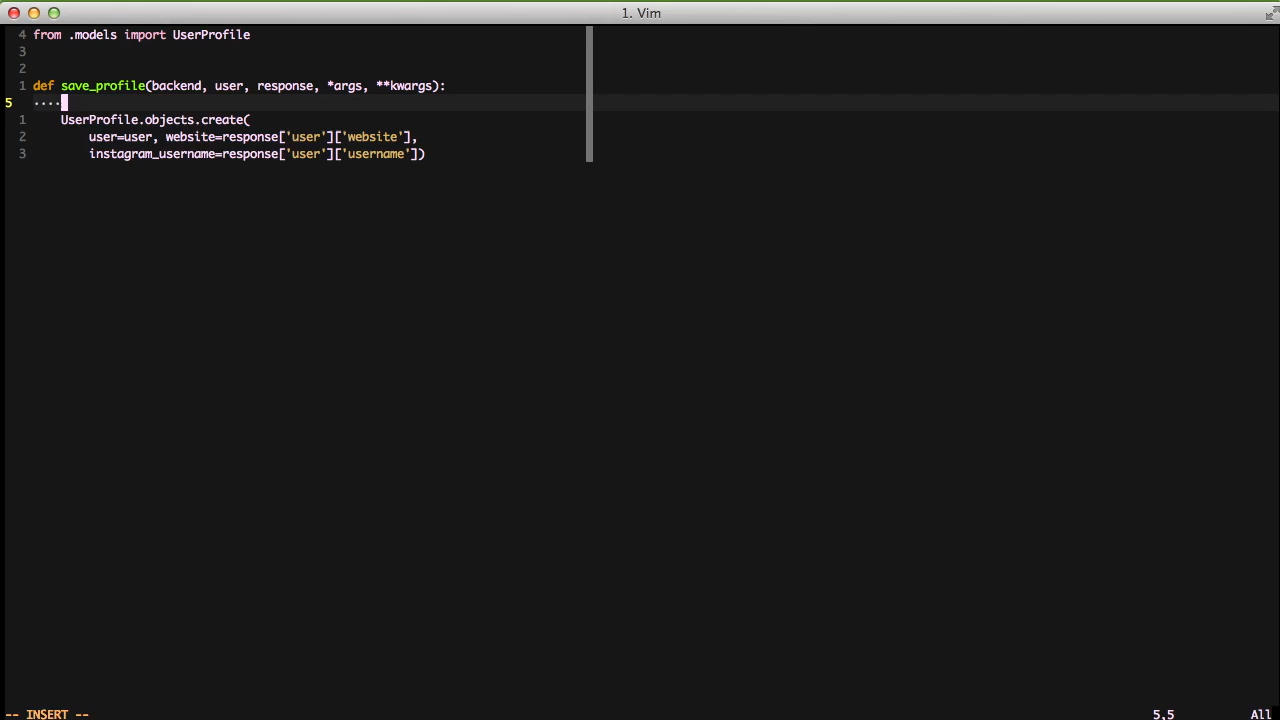 1. Vim
4 from .models import UserProfile
3
2
1 def save_profile(backend, user, response, *args, **kwargs):
5 ····
1     UserProfile.objects.create(
2         user=user, website=response['user']['website'],
3         instagram_username=response['user']['username'])
-- INSERT -- 5,5 All